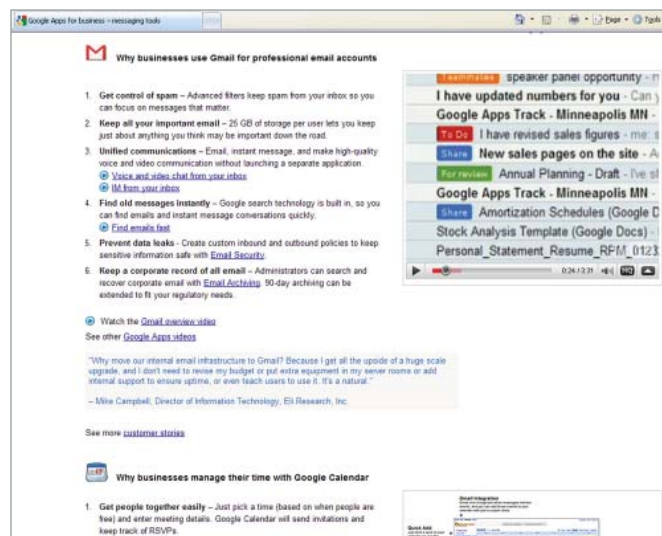 Google Apps for business – messaging tools
Page
Tools
Why businesses use Gmail for professional email accounts
1. Get control of spam – Advanced filters keep spam from your inbox so you
can focus on messages that matter.
2. Keep all your important email – 25 GB of storage per user lets you keep
just about anything you think may be important down the road.
3. Unified communications – Email, instant message, and make high-quality
voice and video communication without launching a separate application.
Voice and video chat from your inbox
IM from your inbox
4. Find old messages instantly – Google search technology is built in, so you
can find emails and instant message conversations quickly.
Find emails fast
5. Prevent data leaks - Create custom inbound and outbound policies to keep
sensitive information safe with Email Security.
6. Keep a corporate record of all email – Administrators can search and
recover corporate email with Email Archiving. 90-day archiving can be
extended to fit your regulatory needs.
Watch the Gmail overview video
See other Google Apps videos
"Why move our internal email infrastructure to Gmail? Because I get all the upside of a huge scale
upgrade, and I don't need to revise my budget or put extra equipment in my server rooms or add
internal support to ensure uptime, or even teach users to use it. It's a natural."
– Mike Campbell, Director of Information Technology, Eli Research, Inc.
See more customer stories
Teammates speaker panel opportunity -
I have updated numbers for you - Can y
Google Apps Track - Minneapolis MN -
To Do I have revised sales figures - me: s
Share New sales pages on the site - A
For review Annual Planning - Draft - I've sl
Google Apps Track - Minneapolis MN -
Share Amortization Schedules (Google D
Stock Analysis Template (Google Docs) -
Personal_Statement_Resume_RPM_0123
HQ
Why businesses manage their time with Google Calendar
1. Get people together easily – Just pick a time (based on when people are
free) and enter meeting details. Google Calendar will send invitations and
keep track of RSVPs.
Gmail Integration
Quick Add